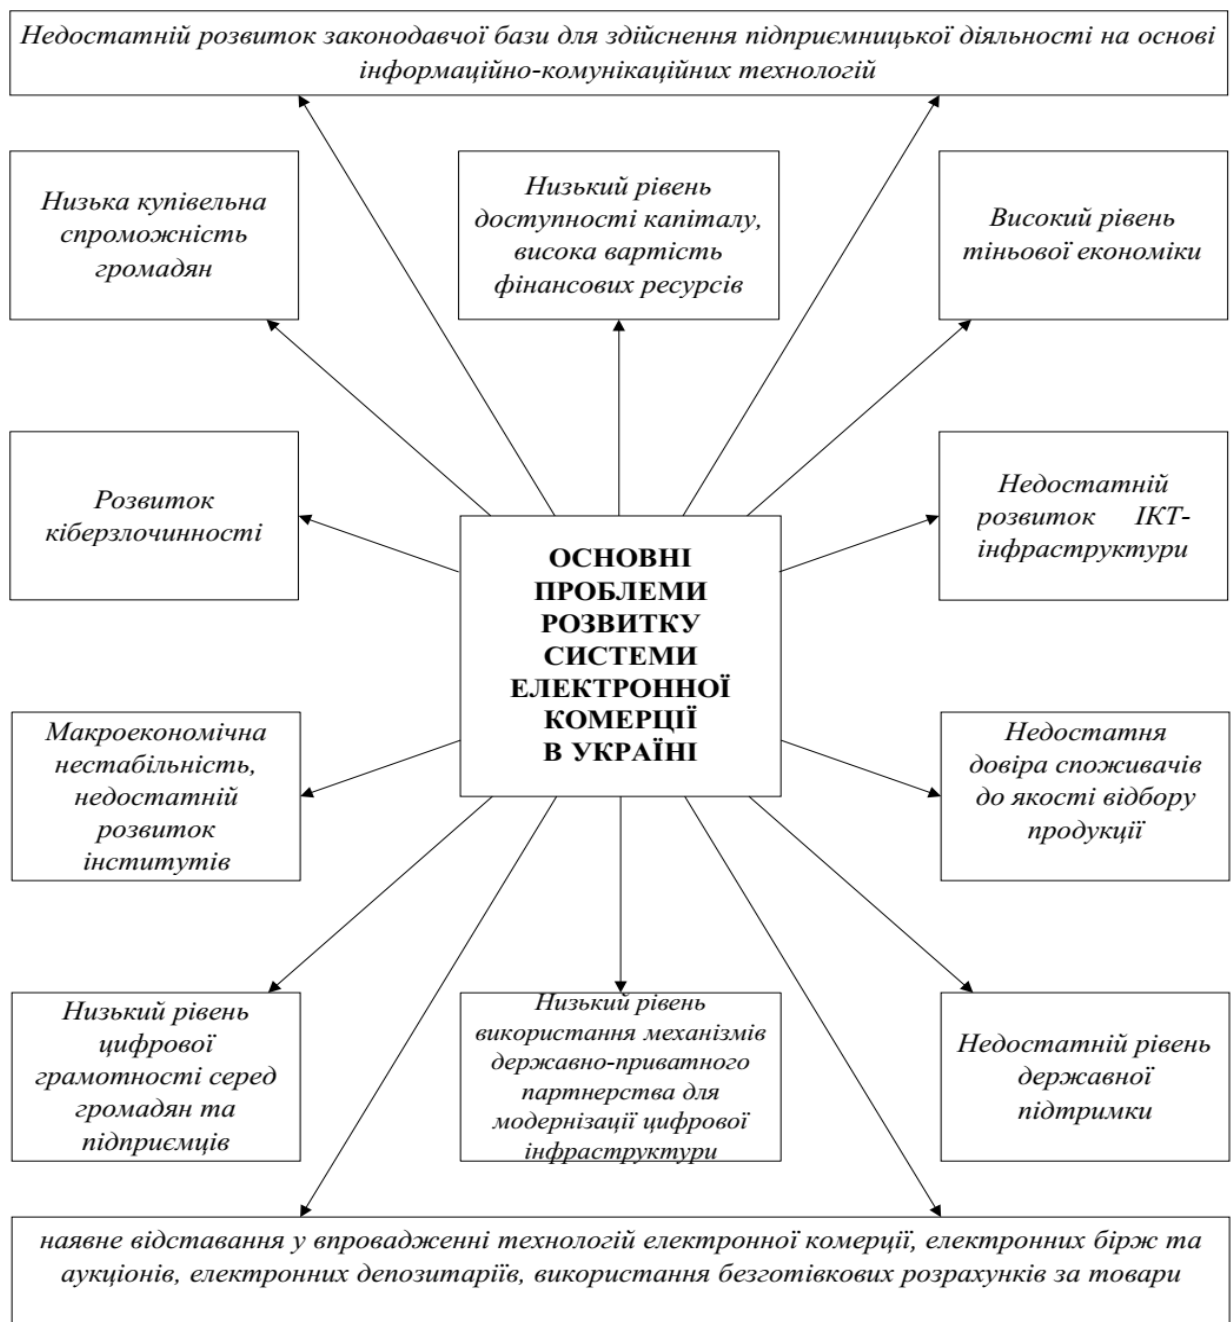 Недостатній розвиток законодавчої бази для здійснення підприємницької діяльності на основі
інформаційно-комунікаційних технологій
Низька купівельна
спроможність
громадян
Низький рівень
доступності капіталу,
висока вартість
фінансових ресурсів
Високий рівень
тіньової економіки
Розвиток
кіберзлочинності
Недостатній
розвиток ІКТ-
інфраструктури
ОСНОВНІ
ПРОБЛЕМИ
РОЗВИТКУ
СИСТЕМИ
ЕЛЕКТРОННОЇ
КОМЕРЦІЇ
В УКРАЇНІ
Макроекономічна
нестабільність,
недостатній
розвиток
інститутів
Недостатня
довіра споживачів
до якості відбору
продукції
Низький рівень
цифрової
грамотності серед
громадян та
підприємців
Низький рівень
використання механізмів
державно-приватного
партнерства для
модернізації цифрової
інфраструктури
Недостатній рівень
державної
підтримки
наявне відставання у впровадженні технологій електронної комерції, електронних бірж та
аукціонів, електронних депозитаріїв, використання безготівкових розрахунків за товари